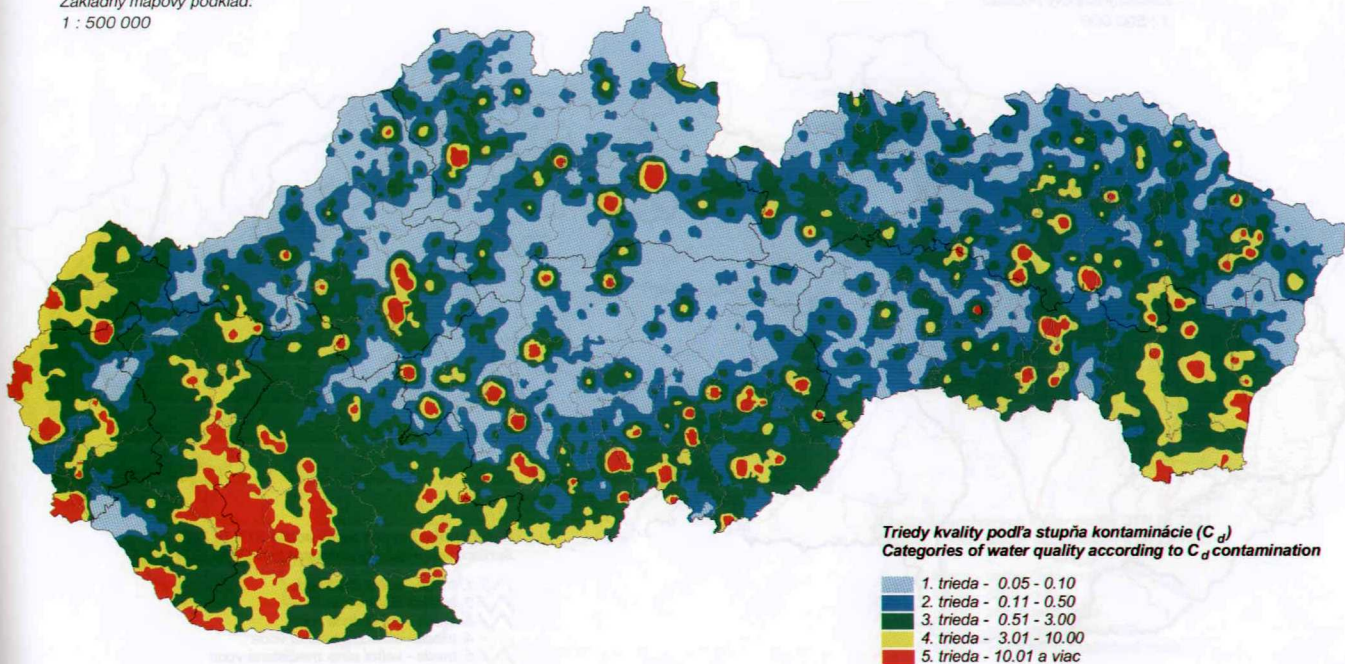 Základný mapový podklad:
1 : 500 000
Triedy kvality podľa stupňa kontaminácie (C d)
Categories of water quality according to C d contamination
1. trieda - 0.05 - 0.10
2. trieda - 0.11 - 0.50
3. trieda - 0.51 - 3.00
4. trieda - 3.01 - 10.00
5. trieda - 10.01 a viac